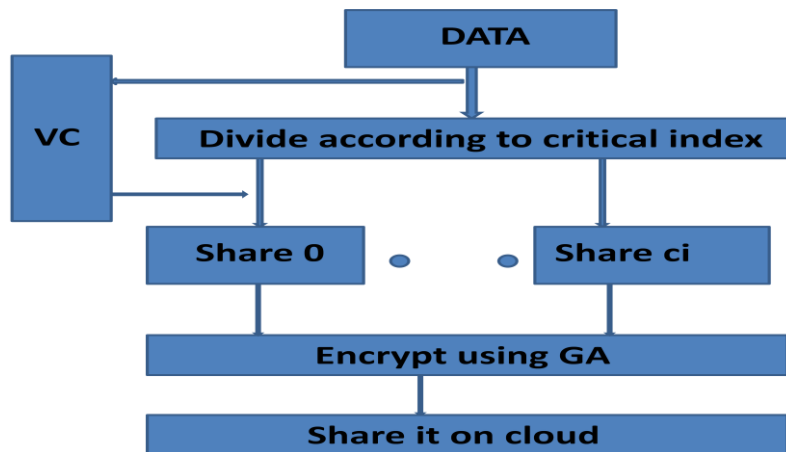 DATA
VC
Divide according to critical index
Share 0
Share ci
Encrypt using GA
Share it on cloud